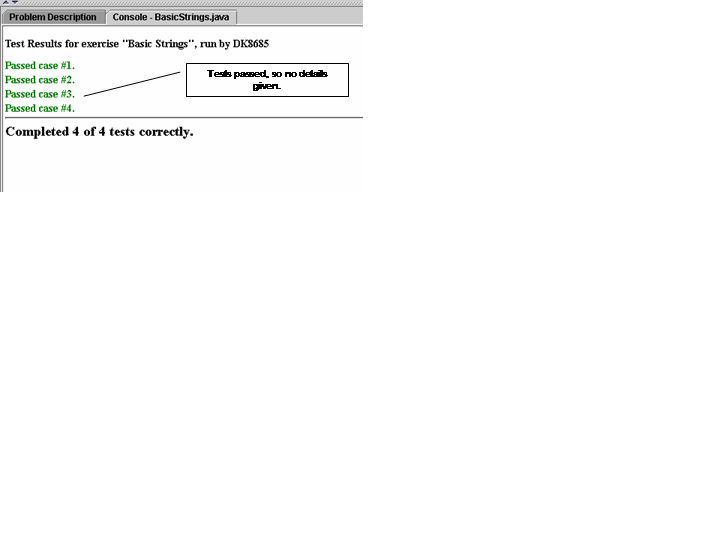 Problem Description
Console - BasicStrings.java
Test Results for exercise "Basic Strings", run by DK8685
Passed case #1.
Passed case #2.
Passed case #3.
Passed case #4.
Tests passed, so no details
given.
Completed 4 of 4 tests correctly.